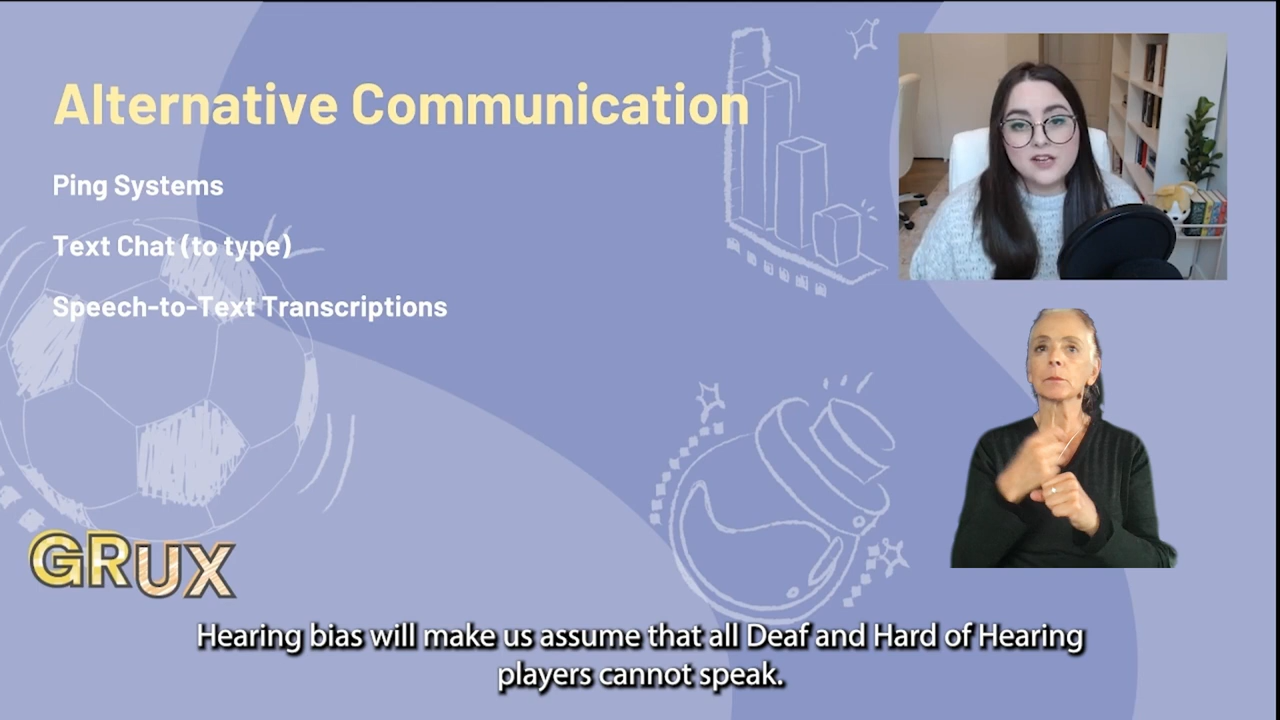 Alternative Communication
Ping Systems
Text Chat (to type)
Speech-to-Text Transcriptions
GRUX
Hearing bias will make us assume that all Deaf and Hard of Hearing
players cannot speak.